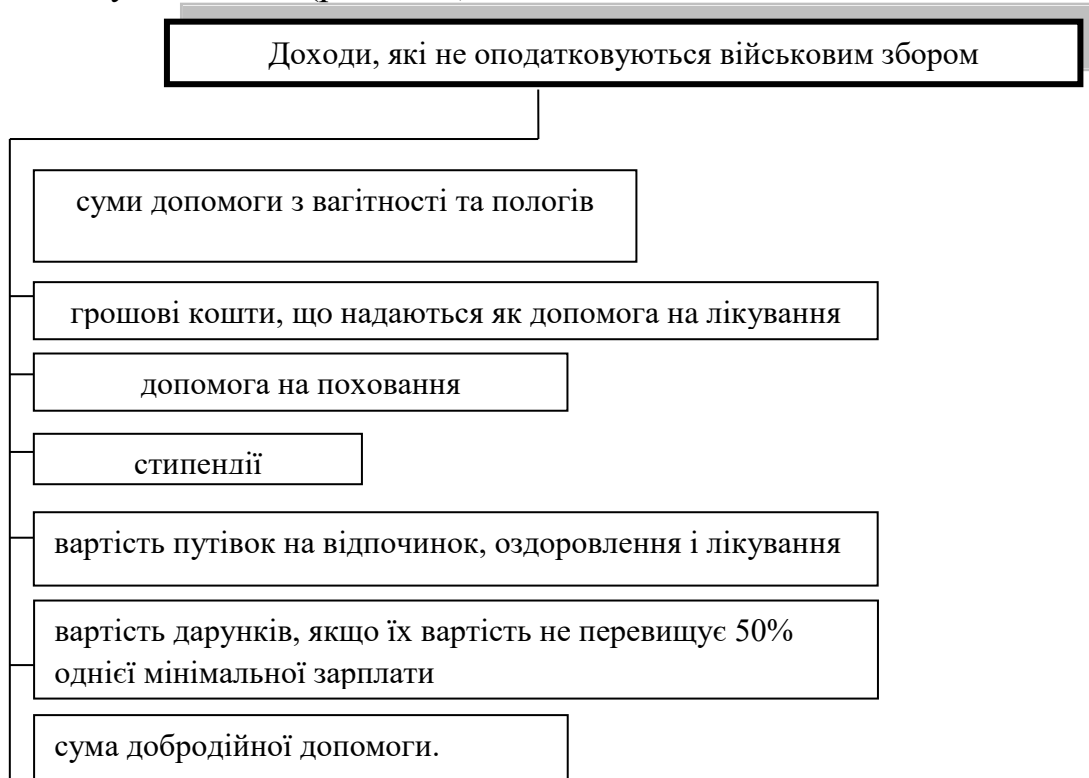 Доходи, які не оподатковуються військовим збором
суми допомоги з вагітності та пологів
грошові кошти, що надаються як допомога на лікування
допомога на поховання
стипендії
вартість путівок на відпочинок, оздоровлення і лікування
вартість дарунків, якщо їх вартість не перевищує 50%
однієї мінімальної зарплати
сума добродійної допомоги.